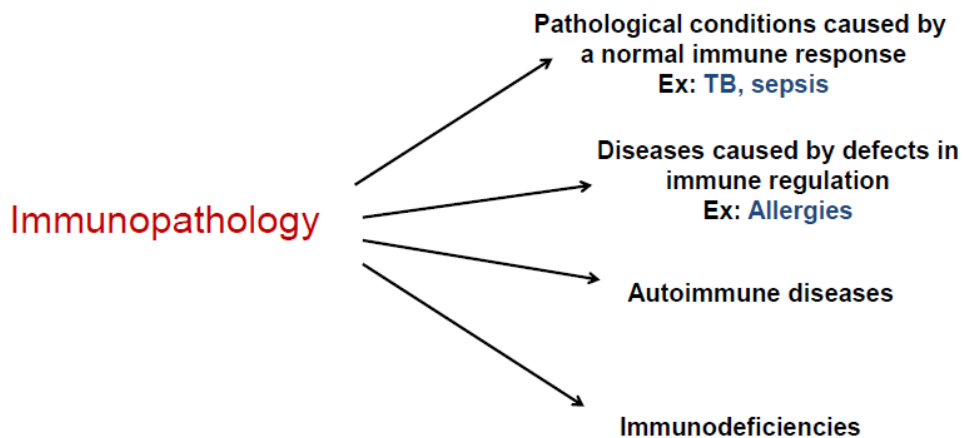 Pathological conditions caused by
a normal immune response
Ex: TB, sepsis
Diseases caused by defects in
immune regulation
Ex: Allergies
Immunopathology
Autoimmune diseases
Immunodeficiencies